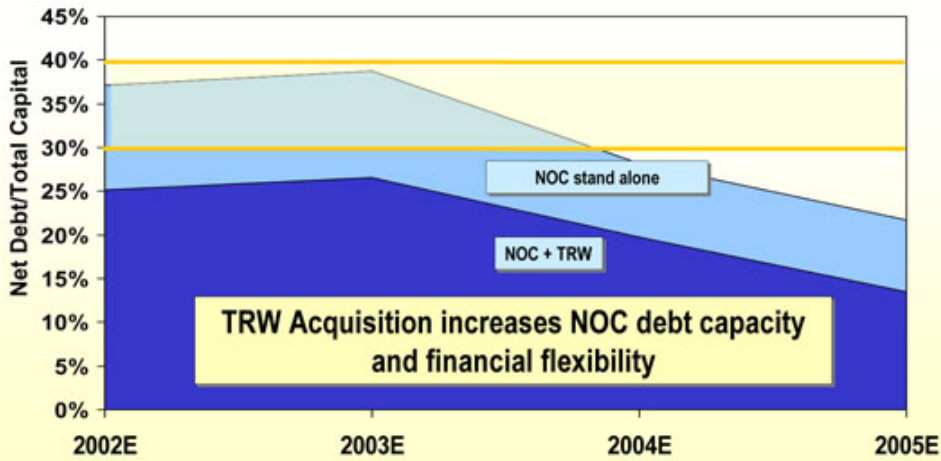 Net Debt/Total Capital
45%
40%
35%
30%
25%
20%
15%
10%
5%
0%
NOC stand alone
NOC + TRW
TRW Acquisition increases NOC debt capacity
and financial flexibility
2002E
2003E
2004E
2005E